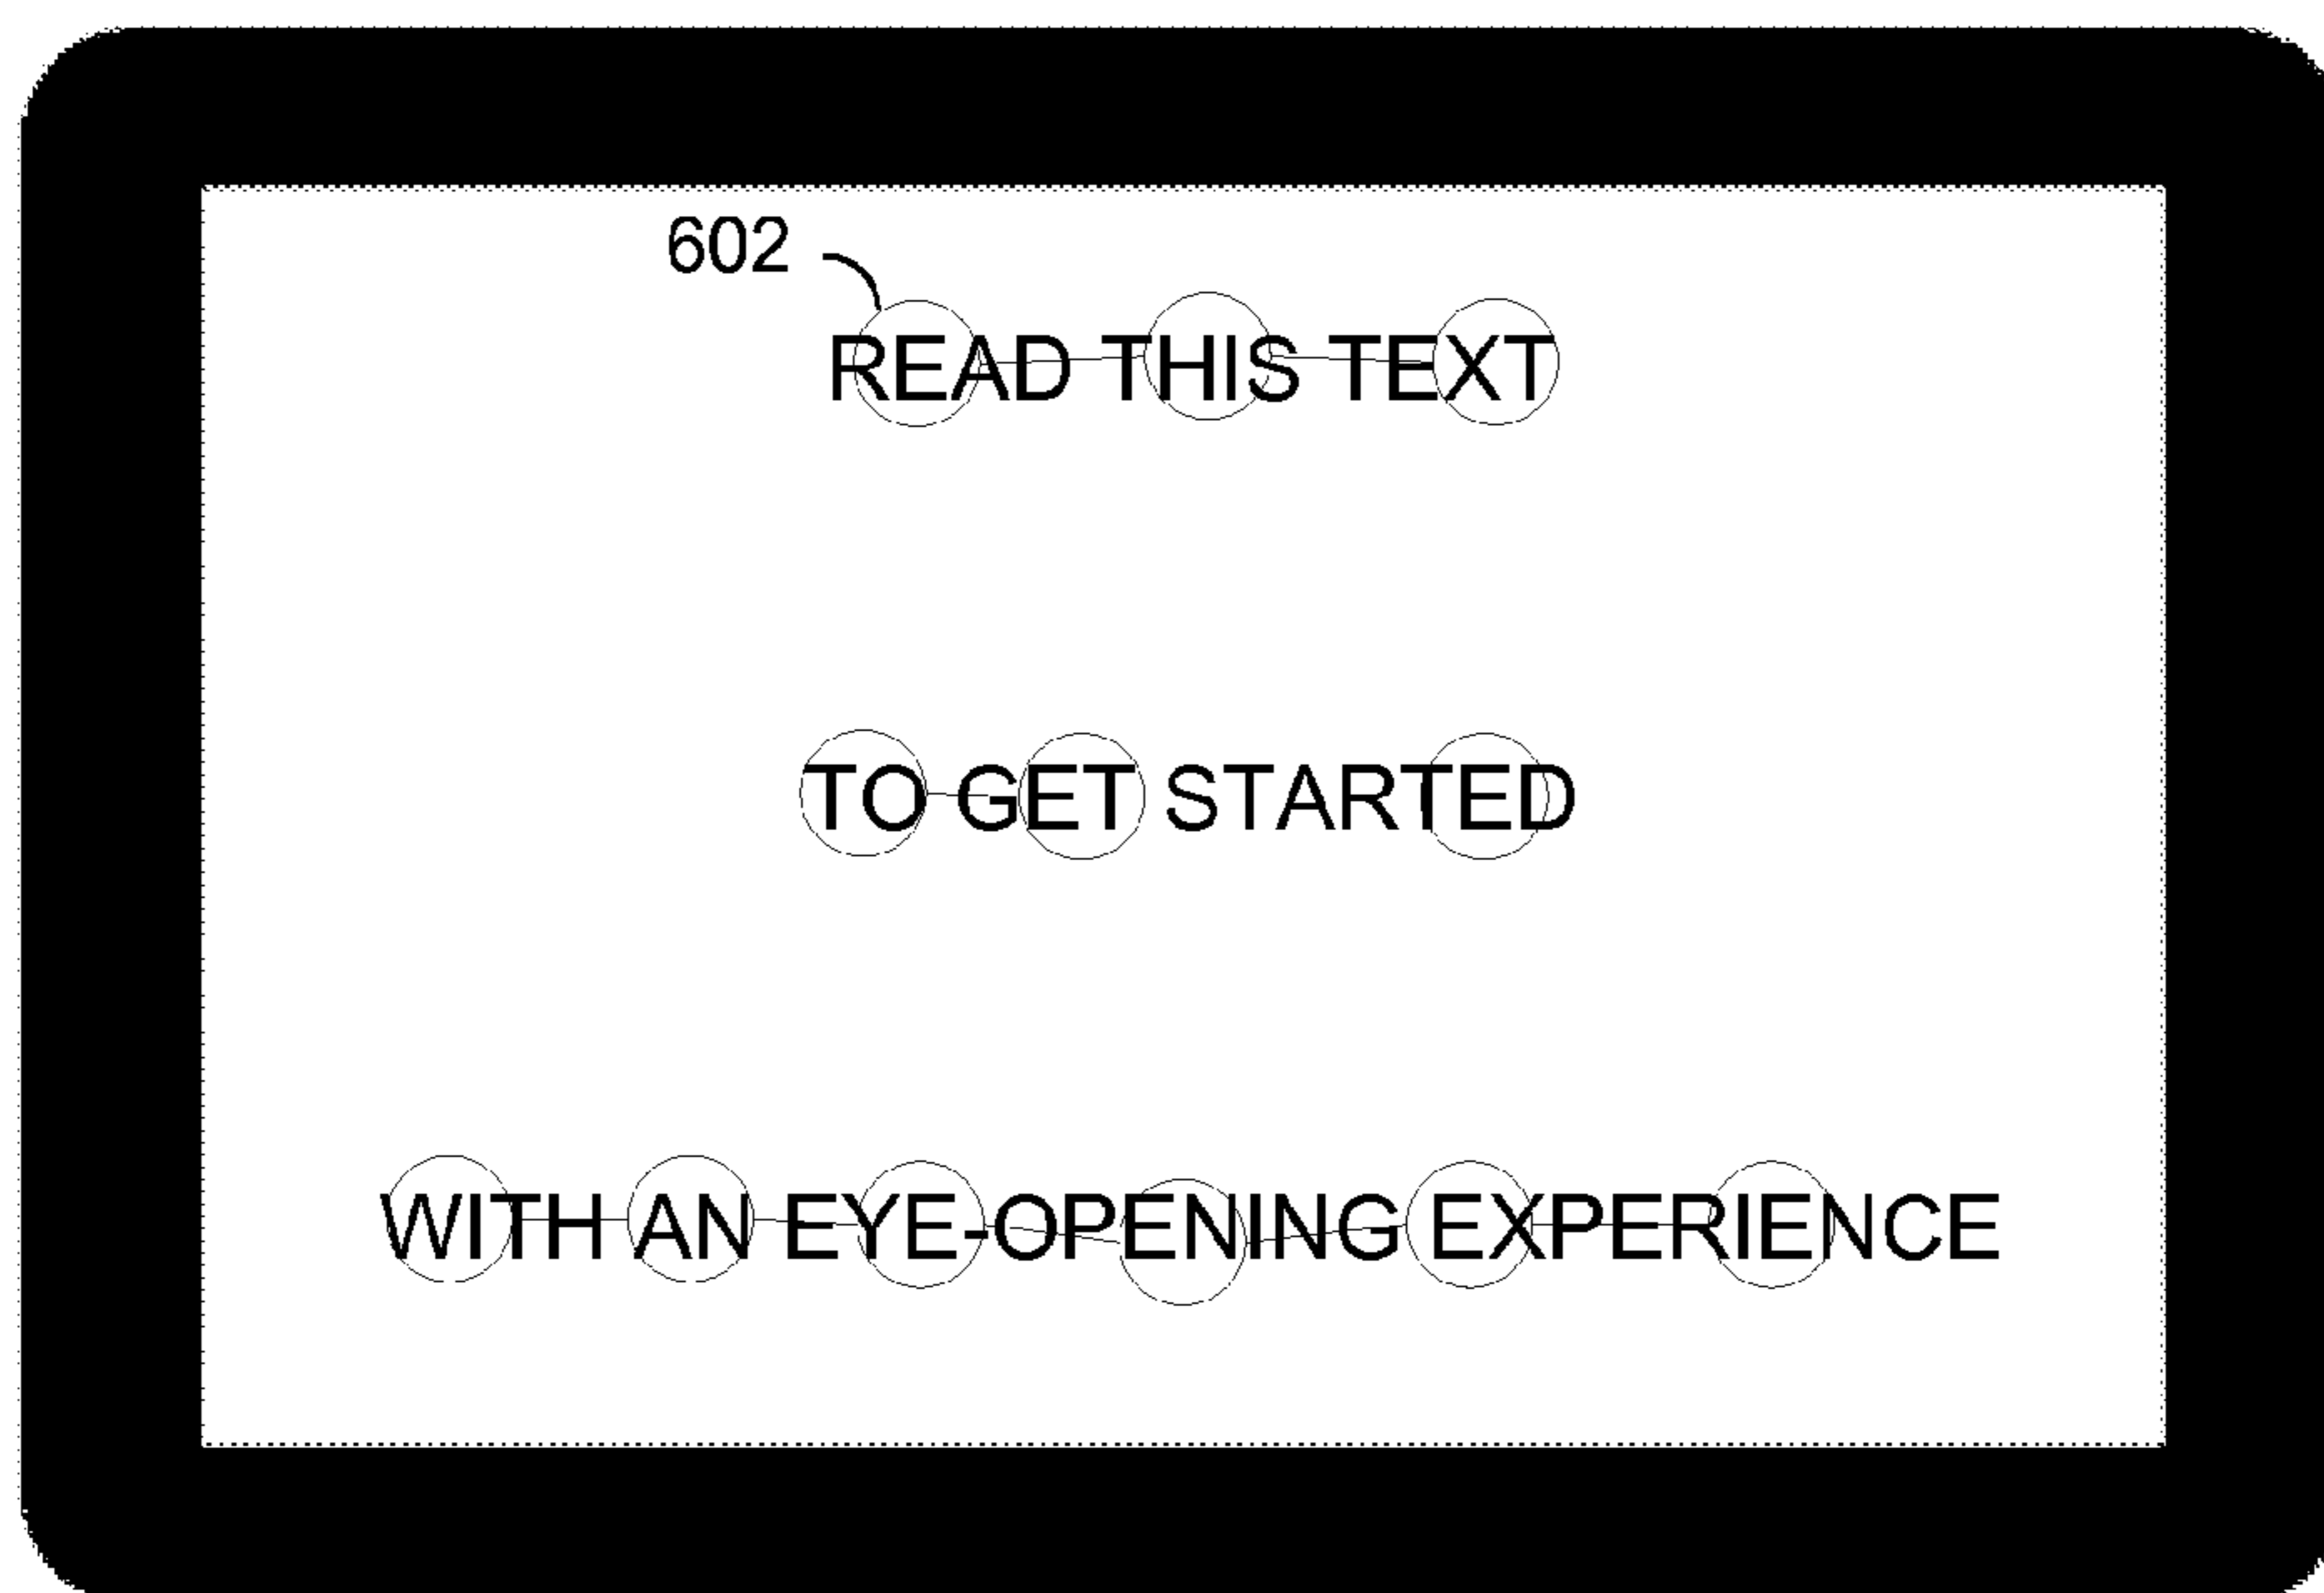 602
READ THIS TEXT
TO GET STARTED
WITH AN EYE-OPENING EXPERIENCE